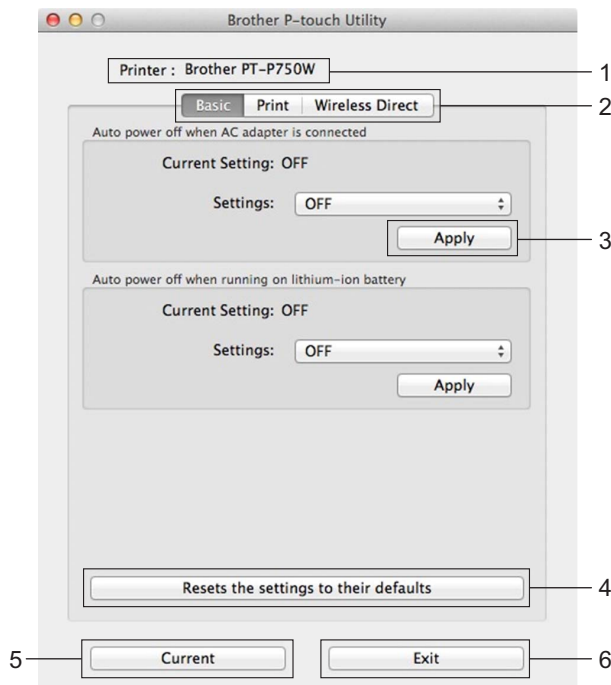 Brother P-touch Utility
Printer : Brother PT-P750W
1
Basic Print Wireless Direct
2
Auto power off when AC adapter is connected
Current Setting: OFF
Settings: OFF
Apply
3
Auto power off when running on lithium-ion battery
Current Setting: OFF
Settings: OFF
Apply
Resets the settings to their defaults
4
5
Current
Exit
6